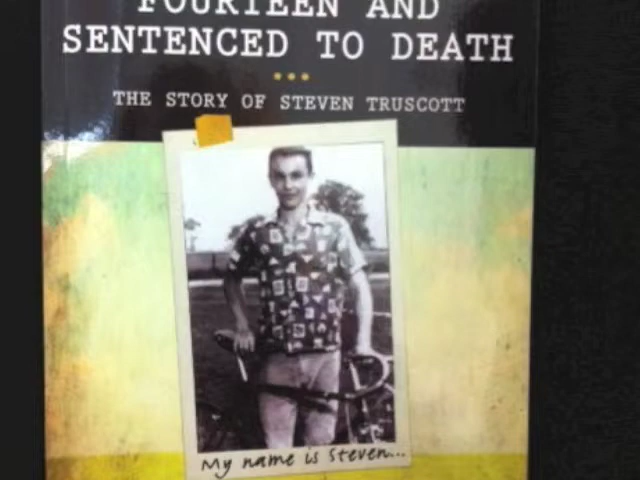 FOURTEEN AND
SENTENCED TO DEATH
THE STORY OF STEVEN TRUSCOTT
My name is Steven...